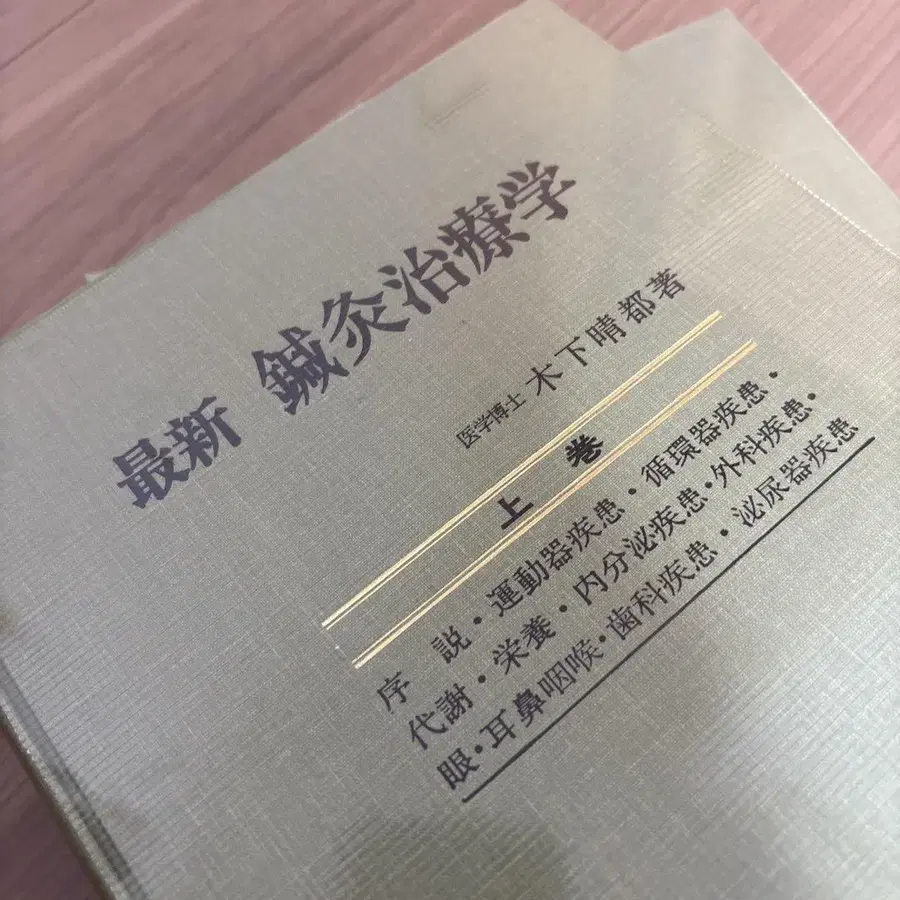 最新 鍼灸治療学
医学博士 木下晴都著
上巻
序説・運動器疾患・循環器疾患・
代謝・栄養・内分泌疾患・外科疾患・
眼・耳鼻咽喉・歯科疾患・泌尿器疾患